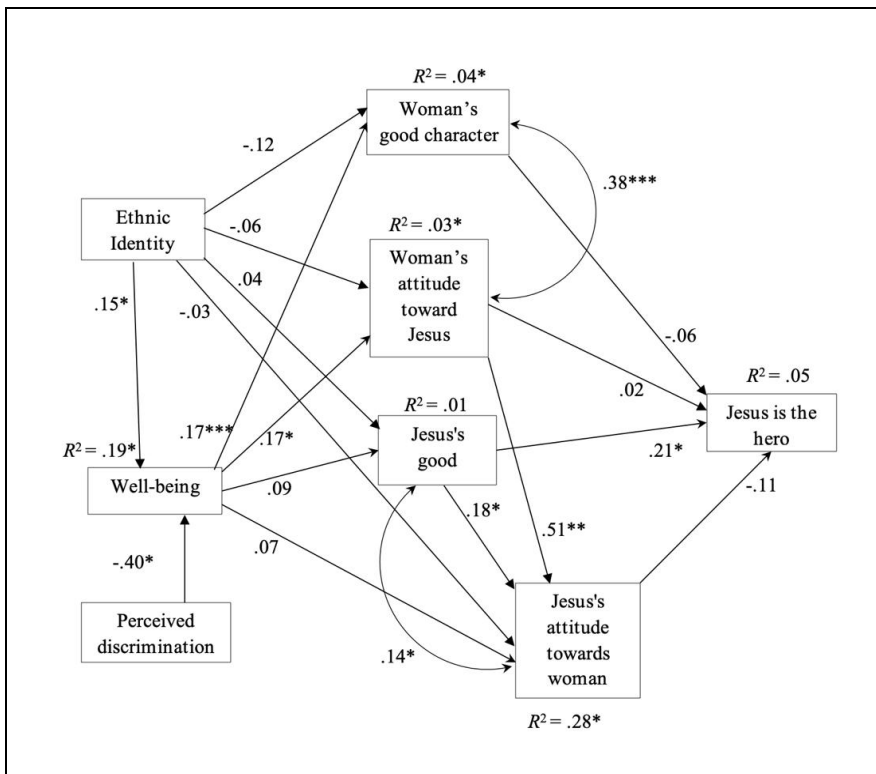 R² = .04*
Woman’s
good character
-.12
.38***
Ethnic
Identity
R² = .03*
-.06
Woman’s
attitude
toward
Jesus
.04
.15*
-.03
-.06
R² = .05
.02
Jesus is the
hero
R² = .01
.17***
.17*
Jesus's
good
R² = .19*
.21*
Well-being
.09
-.11
.18*
.51**
.07
-.40*
Jesus's
attitude
towards
woman
Perceived
discrimination
.14*
R² = .28*